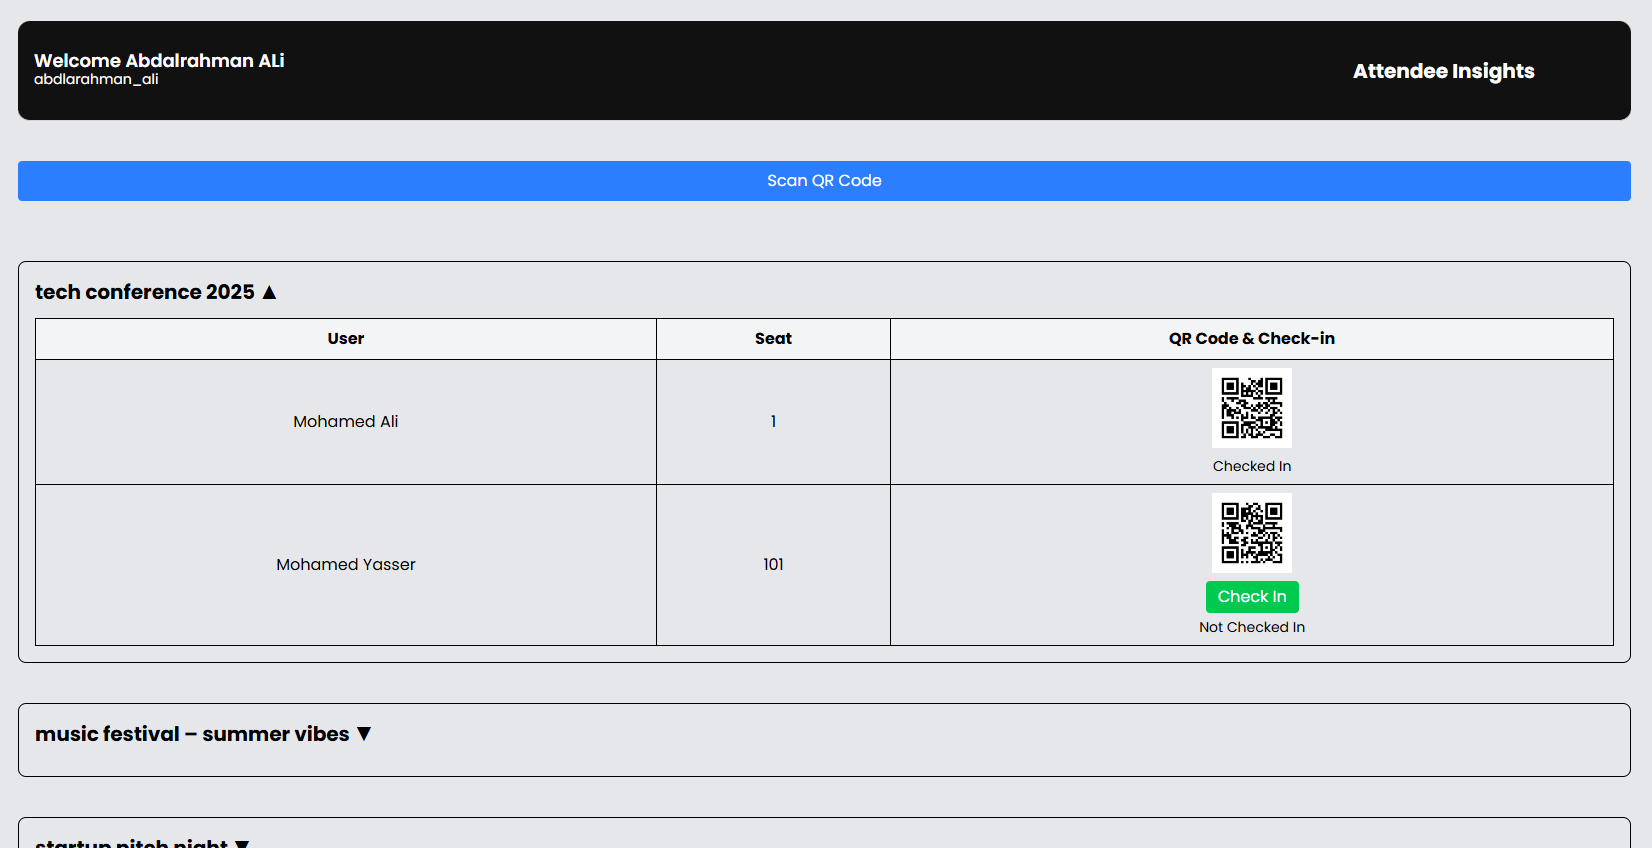 Welcome Abdalrahman ALi
abdlarahman_ali
Attendee Insights
Scan QR Code
tech conference 2025 ▲
User Seat QR Code & Check-in
Mohamed Ali 1
Checked In
Mohamed Yasser 101
Check In
Not Checked In
music festival – summer vibes ▼
startup pitch night ▼